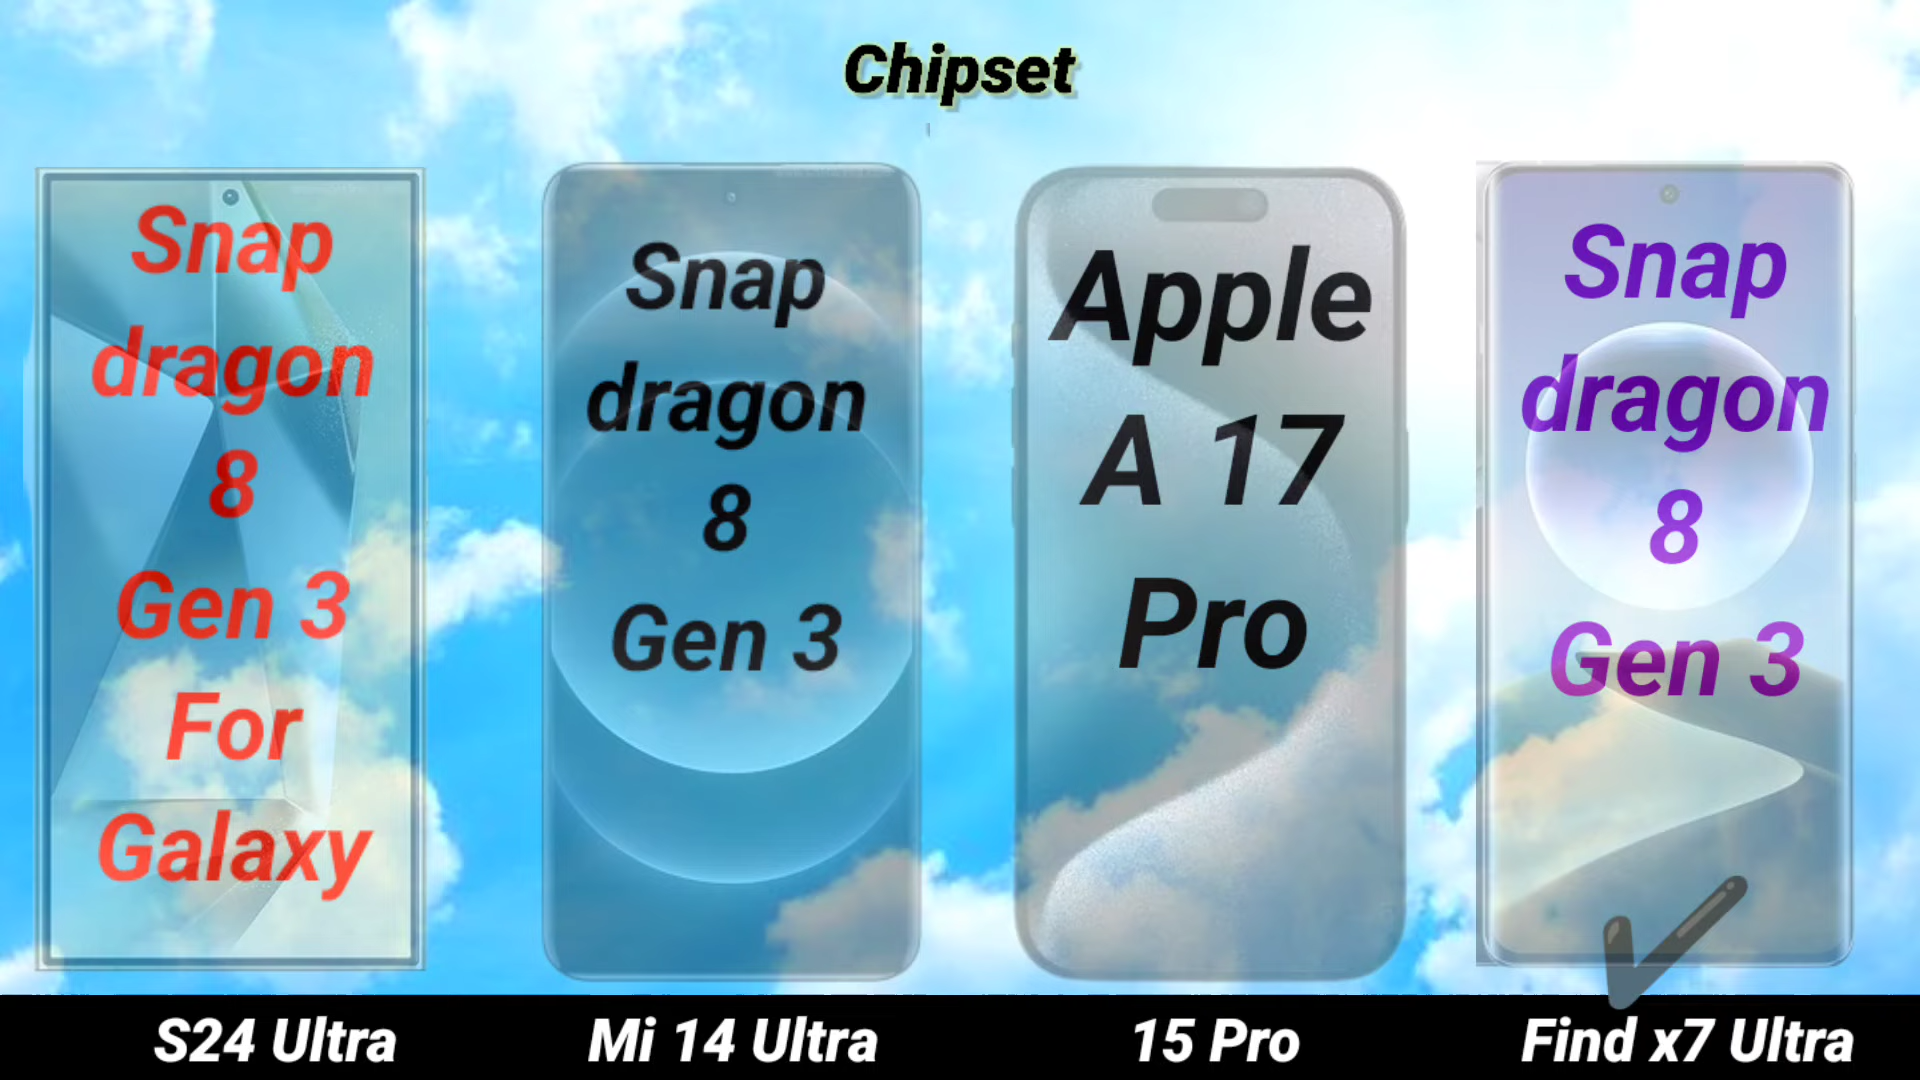 Chipset
Snap
dragon
8
Gen 3
For
Galaxy
Snap
dragon
8
Gen 3
Apple
A 17
Pro
Snap
dragon
8
Gen 3
S24 Ultra
Mi 14 Ultra
15 Pro
Find x7 Ultra